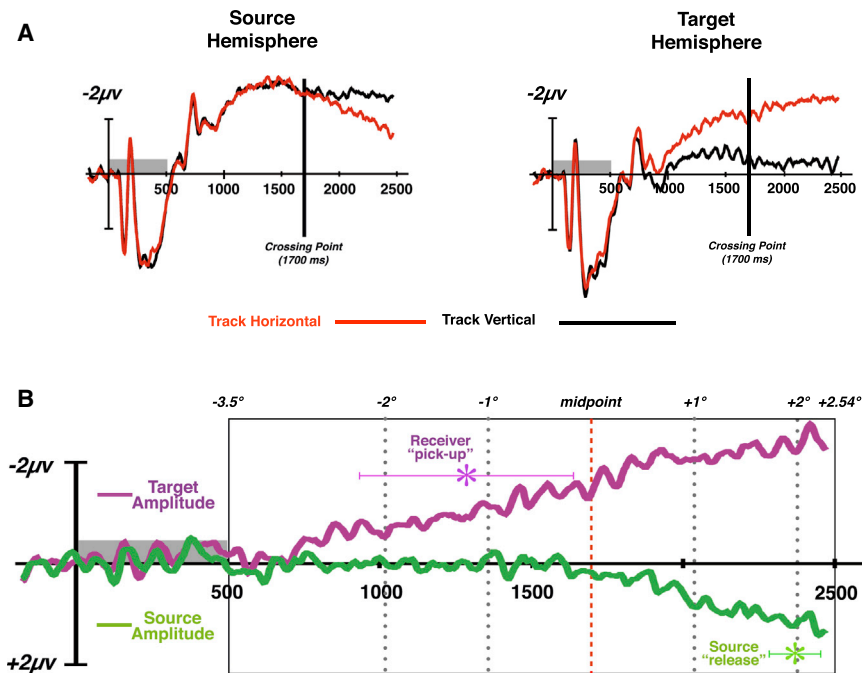 A
Source
Hemisphere
-2μv
500
1000
1500
2000
2500
Crossing Point
(1700 ms)
Target
Hemisphere
-2μv
500
1000
1500
2000
2500
Crossing Point
(1700 ms)
Track Horizontal
Track Vertical
B
-3.5° -2° -1° midpoint +1° +2° +2.54°
-2μv
Target
Amplitude
Receiver
"pick-up"
500 1000 1500 2500
Source
Amplitude
Source
"release"
+2μv